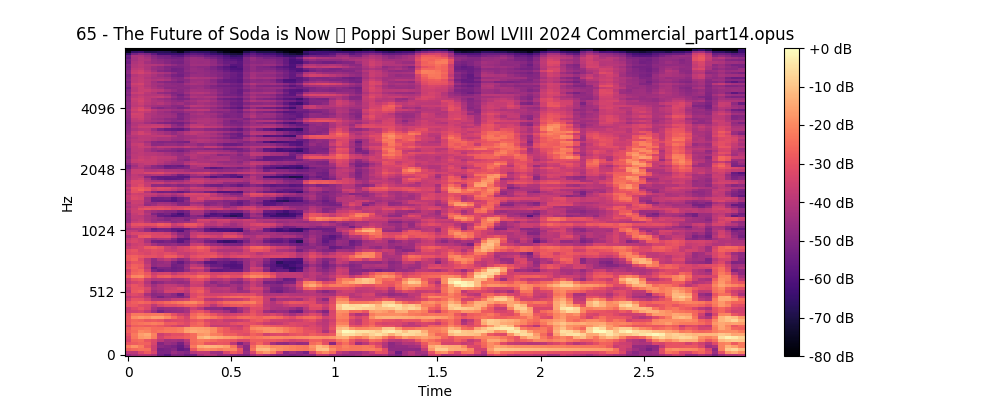 65 - The Future of Soda is Now  Poppi Super Bowl LVIII 2024 Commercial_part14.opus
Hz
4096
2048
1024
512
0
0
0.5
1
1.5
2
2.5
Time
+0 dB
-10 dB
-20 dB
-30 dB
-40 dB
-50 dB
-60 dB
-70 dB
-80 dB